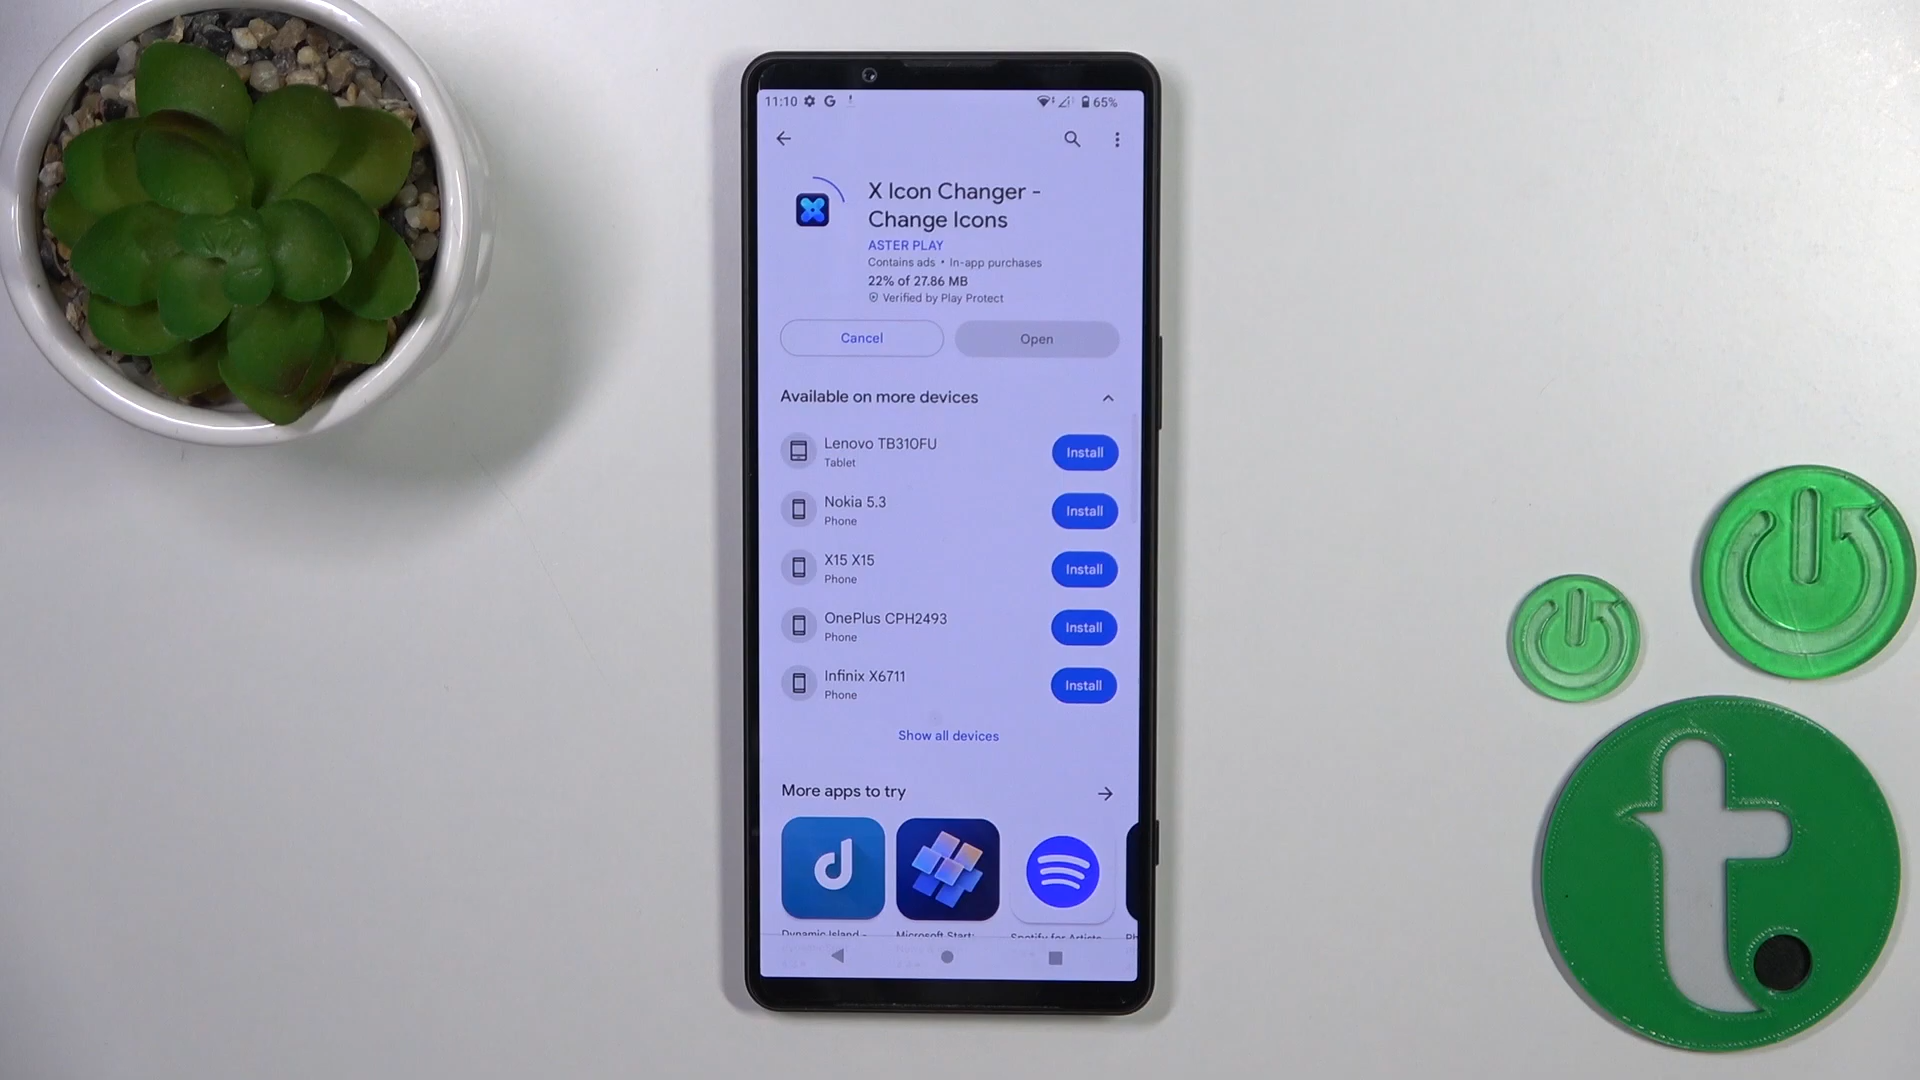 11:10
65%
X Icon Changer -
Change Icons
ASTER PLAY
Contains ads • In-app purchases
22% of 27.86 MB
Verified by Play Protect
Cancel
Open
Available on more devices
Lenovo TB310FU
Tablet
Install
Nokia 5.3
Phone
Install
X15 X15
Phone
Install
OnePlus CPH2493
Phone
Install
Infinix X6711
Phone
Install
Show all devices
More apps to try
Dynamic Island -
Microsoft Start:
Spotify for Artists